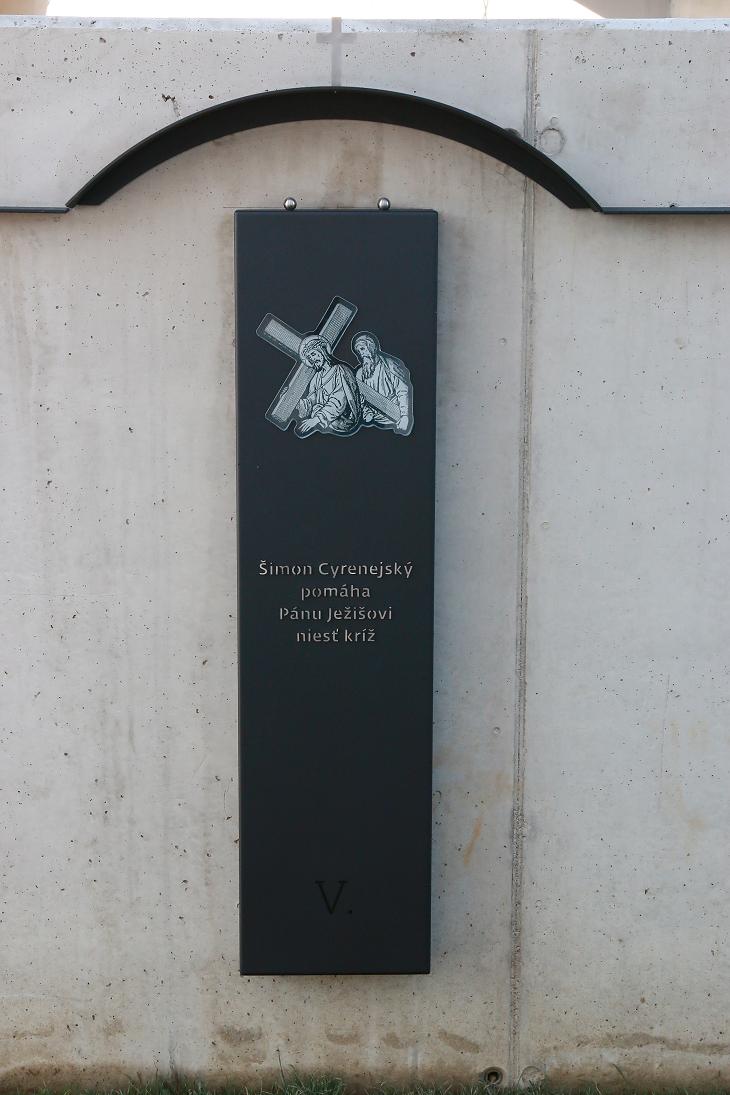 Šimon Cyrenejský
pomáha
Pánu Ježišovi
niesť kríž
V.